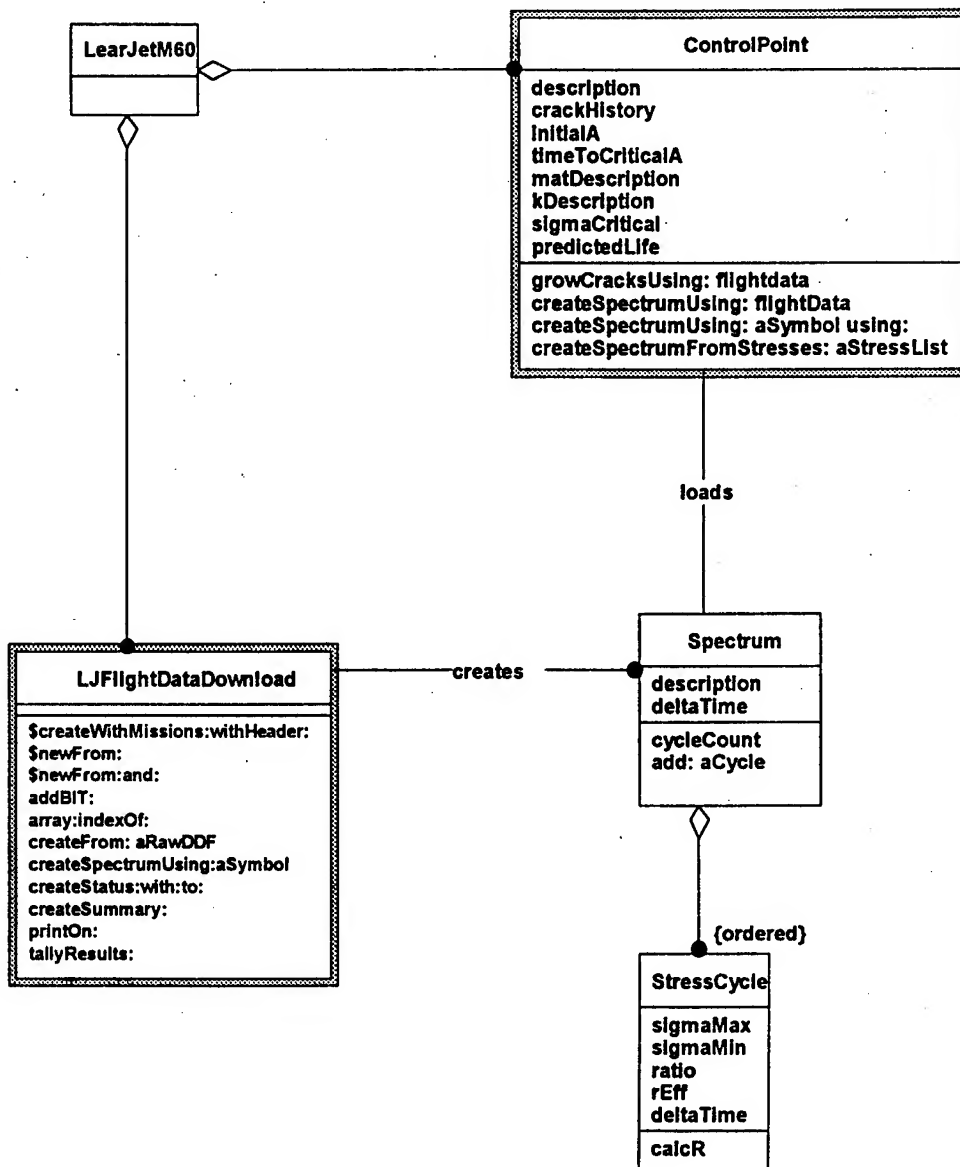 LearJetM60
ControlPoint
description
crackHistory
initialA
timeToCriticalA
matDescription
kDescription
sigmaCritical
predictedLife
growCracksUsing: flightdata
createSpectrumUsing: flightData
createSpectrumUsing: aSymbol using:
createSpectrumFromStresses: aStressList
loads
LJFlightDataDownload
$createWithMissions:withHeader:
$newFrom:
$newFrom:and:
addBIT:
array:indexOf:
createFrom: aRawDDF
createSpectrumUsing:aSymbol
createStatus:with:to:
createSummary:
printOn:
tallyResults:
creates
Spectrum
description
deltaTime
cycleCount
add: aCycle
{ordered}
StressCycle
sigmaMax
sigmaMin
ratio
rEff
deltaTime
calcR